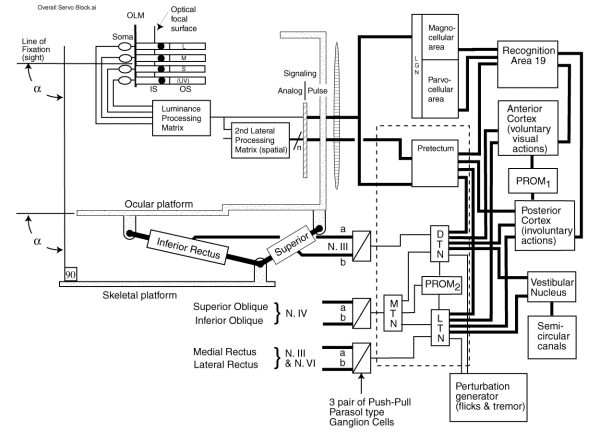 Overall Servo Block.ai
OLM
Optical
focal
surface
Line of
Fixation
(sight)
Soma
L
M
S
(UV)
IS
OS
α
Luminance
Processing
Matrix
2nd Lateral
Processing
Matrix (spatial)
n
Signaling
Analog
Pulse
LGN
Magno-
cellular
area
Parvo-
cellular
area
Recognition
Area 19
Anterior
Cortex
(voluntary
visual
actions)
PROM1
Posterior
Cortex
(involuntary
actions)
Pretectum
Ocular platform
α
Inferior Rectus
Superior
a
N. III
b
DTN
PROM2
MTN
LTN
Vestibular
Nucleus
Semi-
circular
canals
90
Skeletal platform
Superior Oblique
Inferior Oblique
N. IV
a
b
Medial Rectus
Lateral Rectus
N. III
& N. VI
a
b
3 pair of Push-Pull
Parasol type
Ganglion Cells
Perturbation
generator
(flicks & tremor)